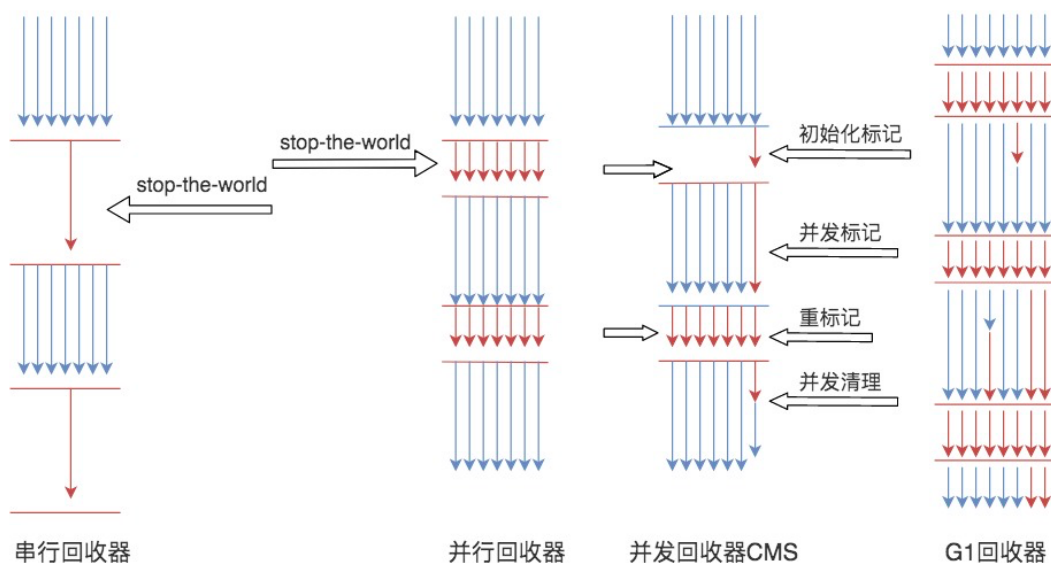 stop-the-world
stop-the-world
初始化标记
并发标记
重标记
并发清理
串行回收器
并行回收器
并发回收器CMS
G1回收器